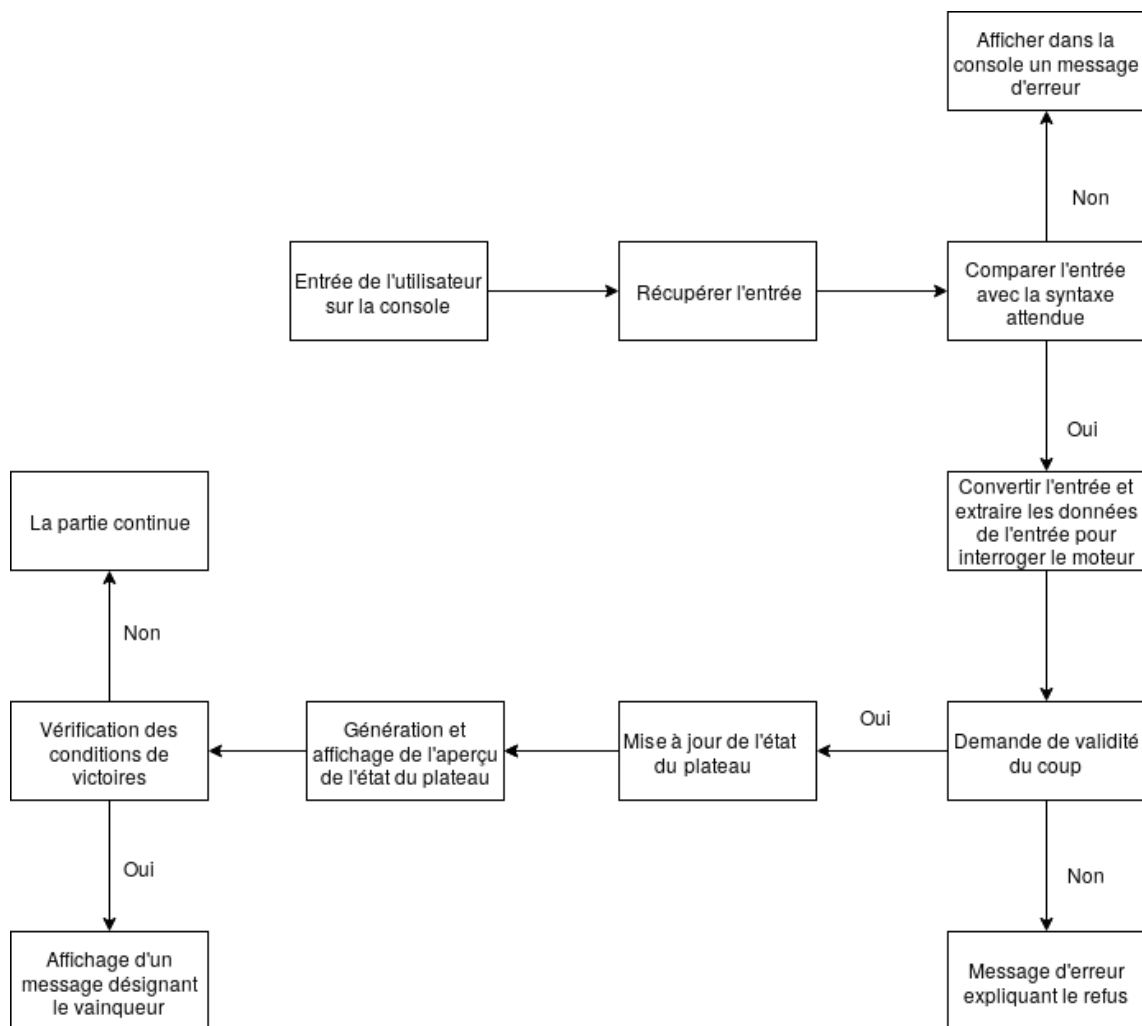 Afficher dans la
console un message
d'erreur
Non
Entrée de l'utilisateur
sur la console
Récupérer l'entrée
Comparer l'entrée
avec la syntaxe
attendue
Oui
La partie continue
Convertir l'entrée et
extraire les données
de l'entrée pour
interroger le moteur
Non
Vérification des
conditions de
victoires
Génération et
affichage de l'aperçu
de l'état du plateau
Mise à jour de l'état
du plateau
Oui
Demande de validité
du coup
Oui
Non
Affichage d'un
message désignant
le vainqueur
Message d'erreur
expliquant le refus